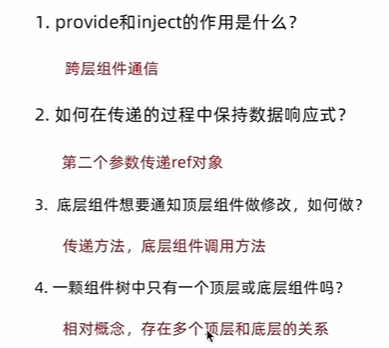 1. provide和inject的作用是什么？
跨层组件通信
2. 如何在传递的过程中保持数据响应式？
第二个参数传递ref对象
3. 底层组件想要通知顶层组件做修改，如何做？
传递方法，底层组件调用方法
4. 一颗组件树中只有一个顶层或底层组件吗？
相对概念，存在多个顶层和底层的关系